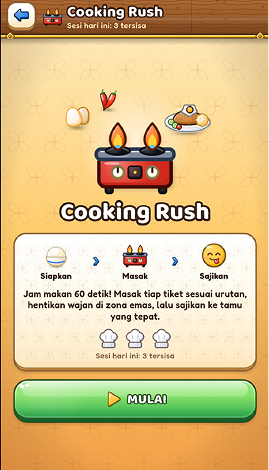 Cooking Rush
Sesi hari ini: 3 tersisa
Cooking Rush
Siapkan
Masak
Sajikan
Jam makan 60 detik! Masak tiap tiket sesuai urutan,
hentikan wajan di zona emas, lalu sajikan ke tamu
yang tepat.
Sesi hari ini: 3 tersisa
MULAI